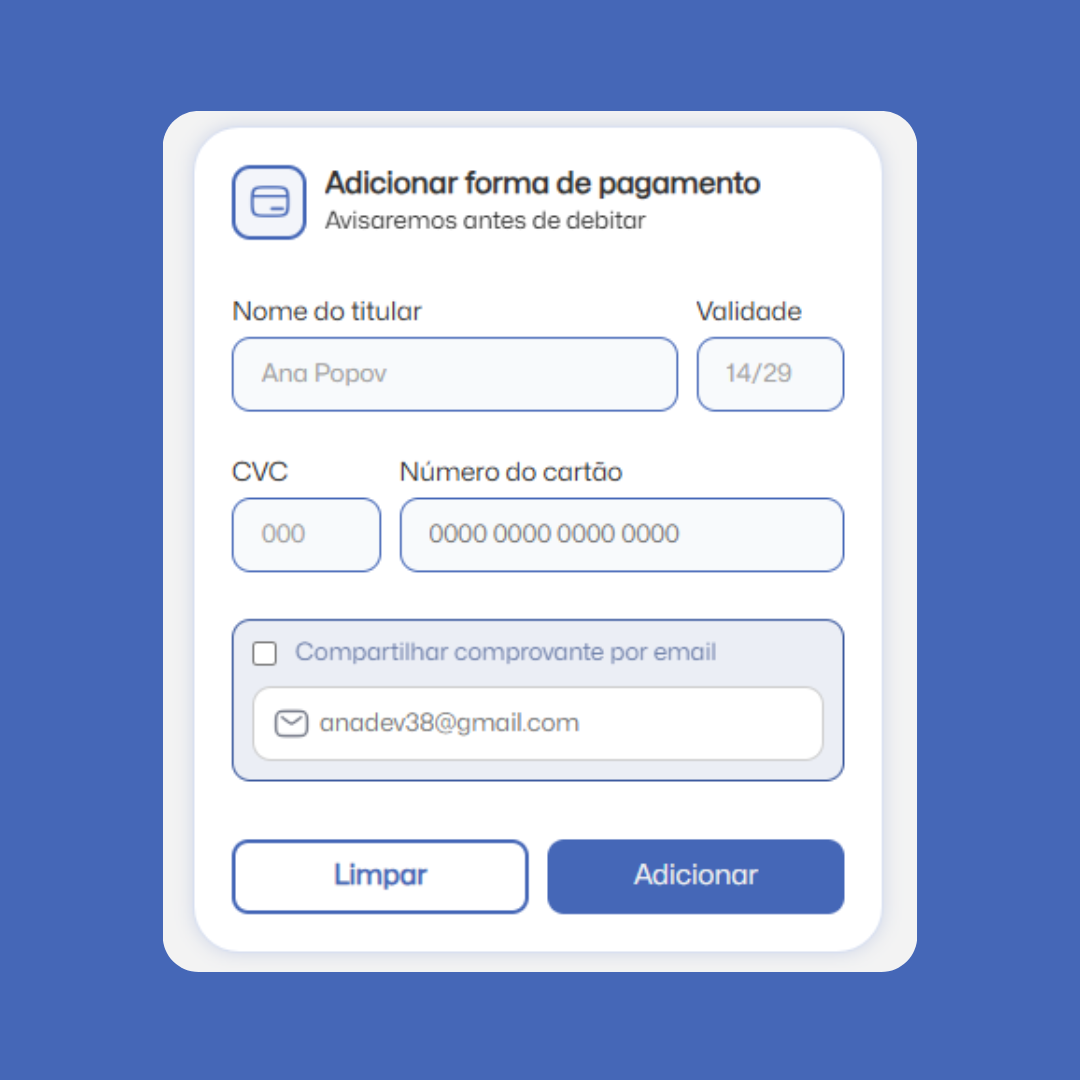 Adicionar forma de pagamento
Avisaremos antes de debitar
Nome do titular
Validade
Ana Popov
14/29
CVC
Número do cartão
000
0000 0000 0000 0000
Compartilhar comprovante por email
anadev38@gmail.com
Limpar
Adicionar